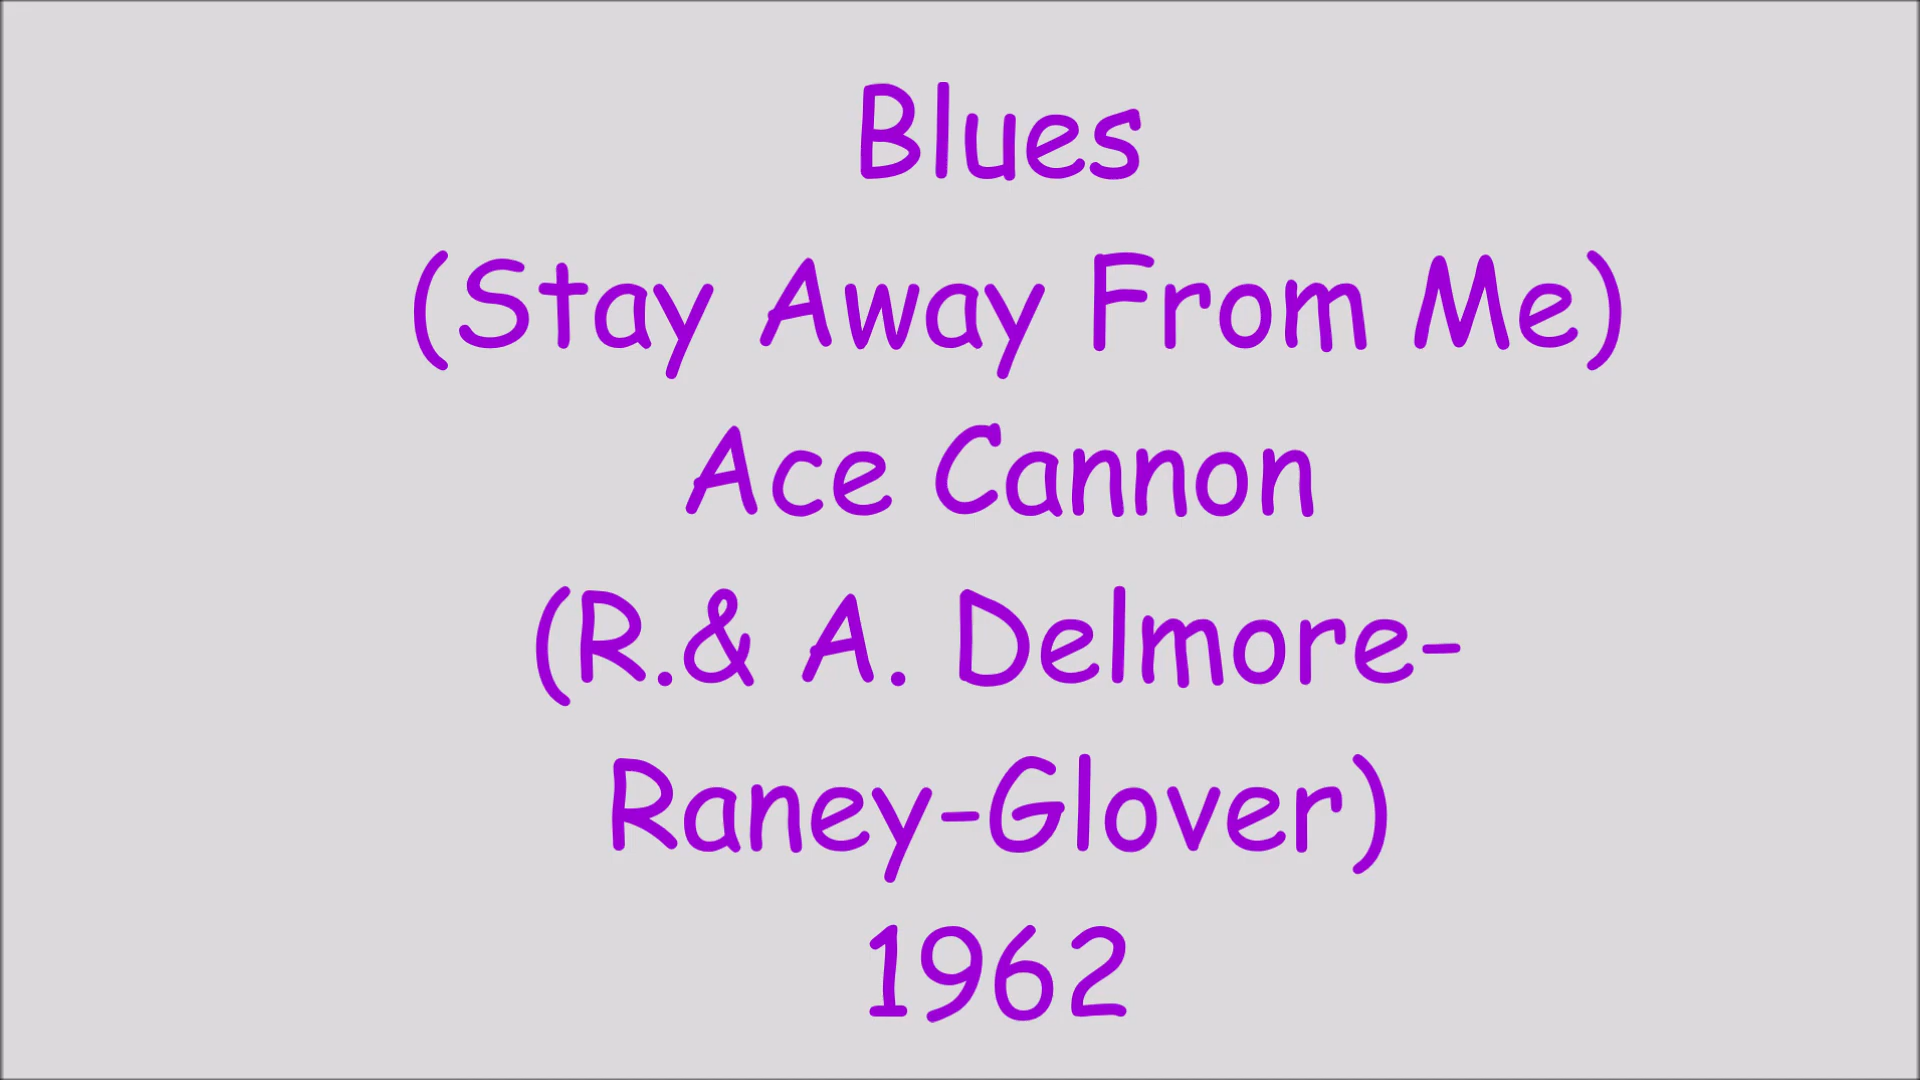 Blues
(Stay Away From Me)
Ace Cannon
(R.& A. Delmore-
Raney-Glover)
1962